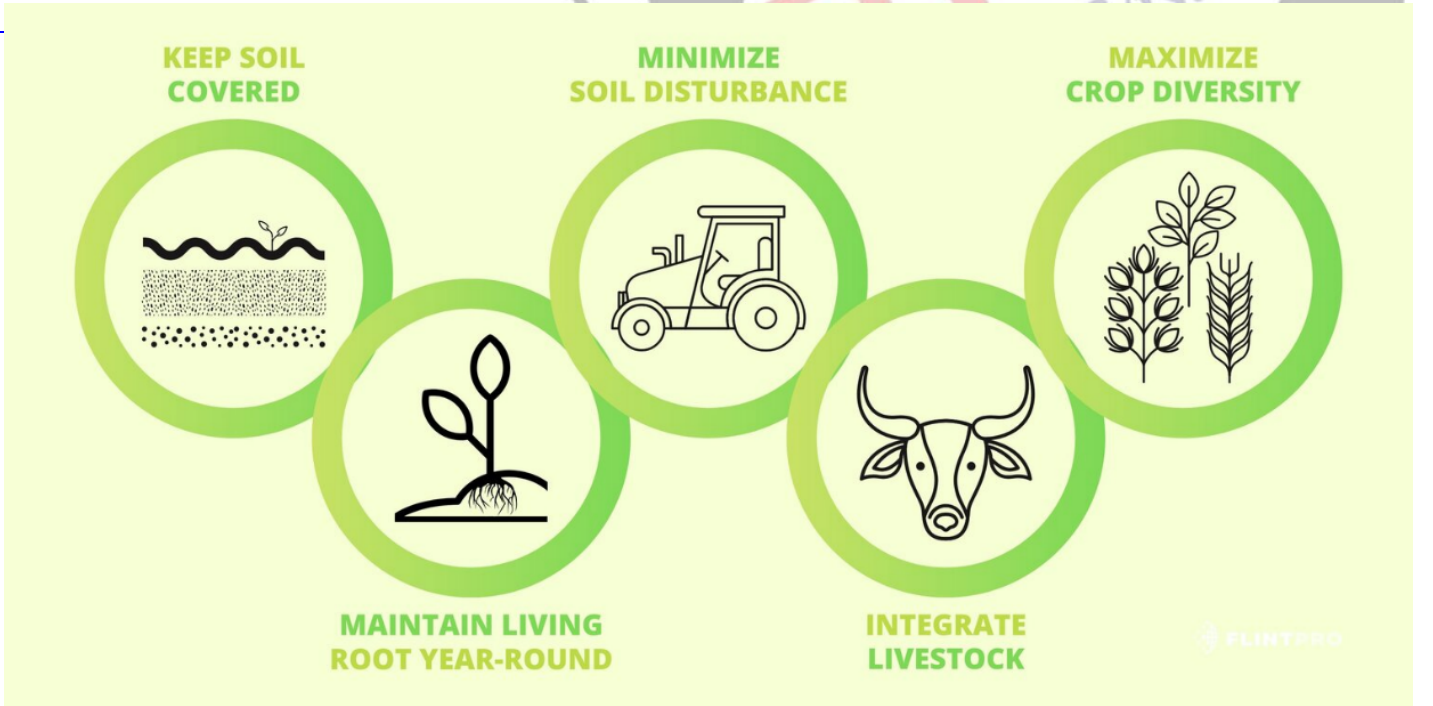 KEEP SOIL
COVERED
MINIMIZE
SOIL DISTURBANCE
MAXIMIZE
CROP DIVERSITY
MAINTAIN LIVING
ROOT YEAR-ROUND
INTEGRATE
LIVESTOCK
FLINTPRO